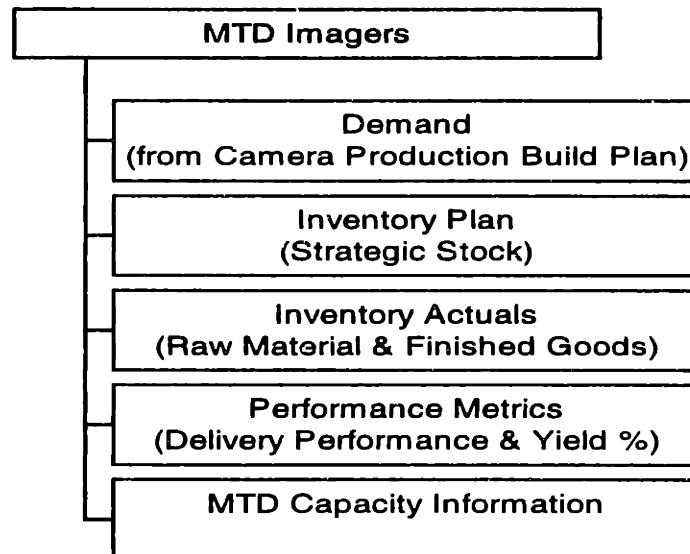 MTD Imagers
Demand
(from Camera Production Build Plan)
Inventory Plan
(Strategic Stock)
Inventory Actuals
(Raw Material & Finished Goods)
Performance Metrics
(Delivery Performance & Yield %)
MTD Capacity Information